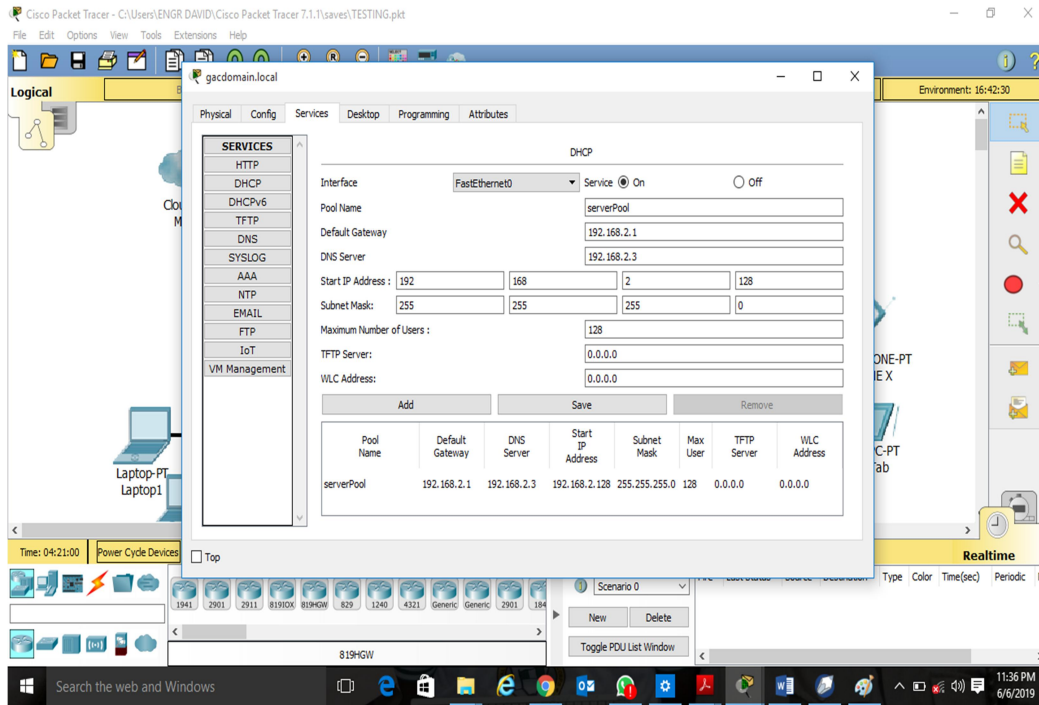 Cisco Packet Tracer - C:\Users\ENGR DAVID\Cisco Packet Tracer 7.1.1\saves\TESTING.pkt
File Edit Options View Tools Extensions Help
Logical
Environment: 16:42:30
gacdomain.local
Physical Config Services Desktop Programming Attributes
SERVICES
HTTP
DHCP
DHCPv6
TFTP
DNS
SYSLOG
AAA
NTP
EMAIL
FTP
IoT
VM Management
DHCP
Interface FastEthernet0 Service On Off
Pool Name serverPool
Default Gateway 192.168.2.1
DNS Server 192.168.2.3
Start IP Address : 192 168 2 128
Subnet Mask: 255 255 255 0
Maximum Number of Users : 128
TFTP Server: 0.0.0.0
WLC Address: 0.0.0.0
Add Save Remove
Pool Name Default Gateway DNS Server Start IP Address Subnet Mask Max User TFTP Server WLC Address
serverPool 192.168.2.1 192.168.2.3 192.168.2.128 255.255.255.0 128 0.0.0.0 0.0.0.0
Top
Clou
M
Laptop-PT
Laptop1
ONE-PT
IE X
C-PT
Tab
Time: 04:21:00 Power Cycle Devices
Realtime
1941 2901 2911 819IOX 819HGW 829 1240 4321 Generic Generic 2901 184
819HGW
Scenario 0
New Delete
Toggle PDU List Window
Type Color Time(sec) Periodic
Search the web and Windows
11:36 PM
6/6/2019